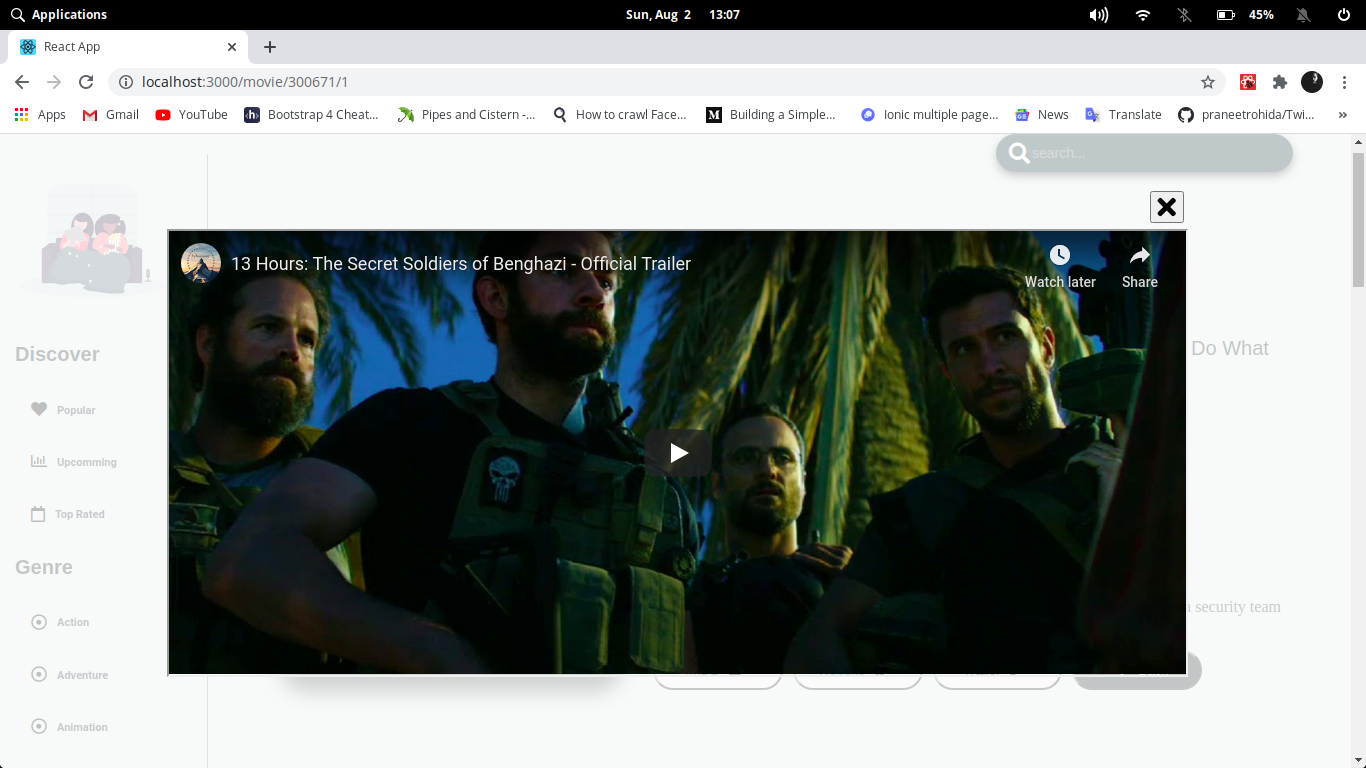 Applications Sun, Aug 2 13:07 45%
React App
localhost:3000/movie/300671/1
Apps Gmail YouTube Bootstrap 4 Cheat... Pipes and Cistern -... How to crawl Face... Building a Simple... Ionic multiple page... News Translate praneetrohida/Twi... »
search...
13 Hours: The Secret Soldiers of Benghazi - Official Trailer
Watch later Share
Discover
Do What
Popular
Upcomming
Top Rated
Genre
a security team
Action
Adventure
Animation